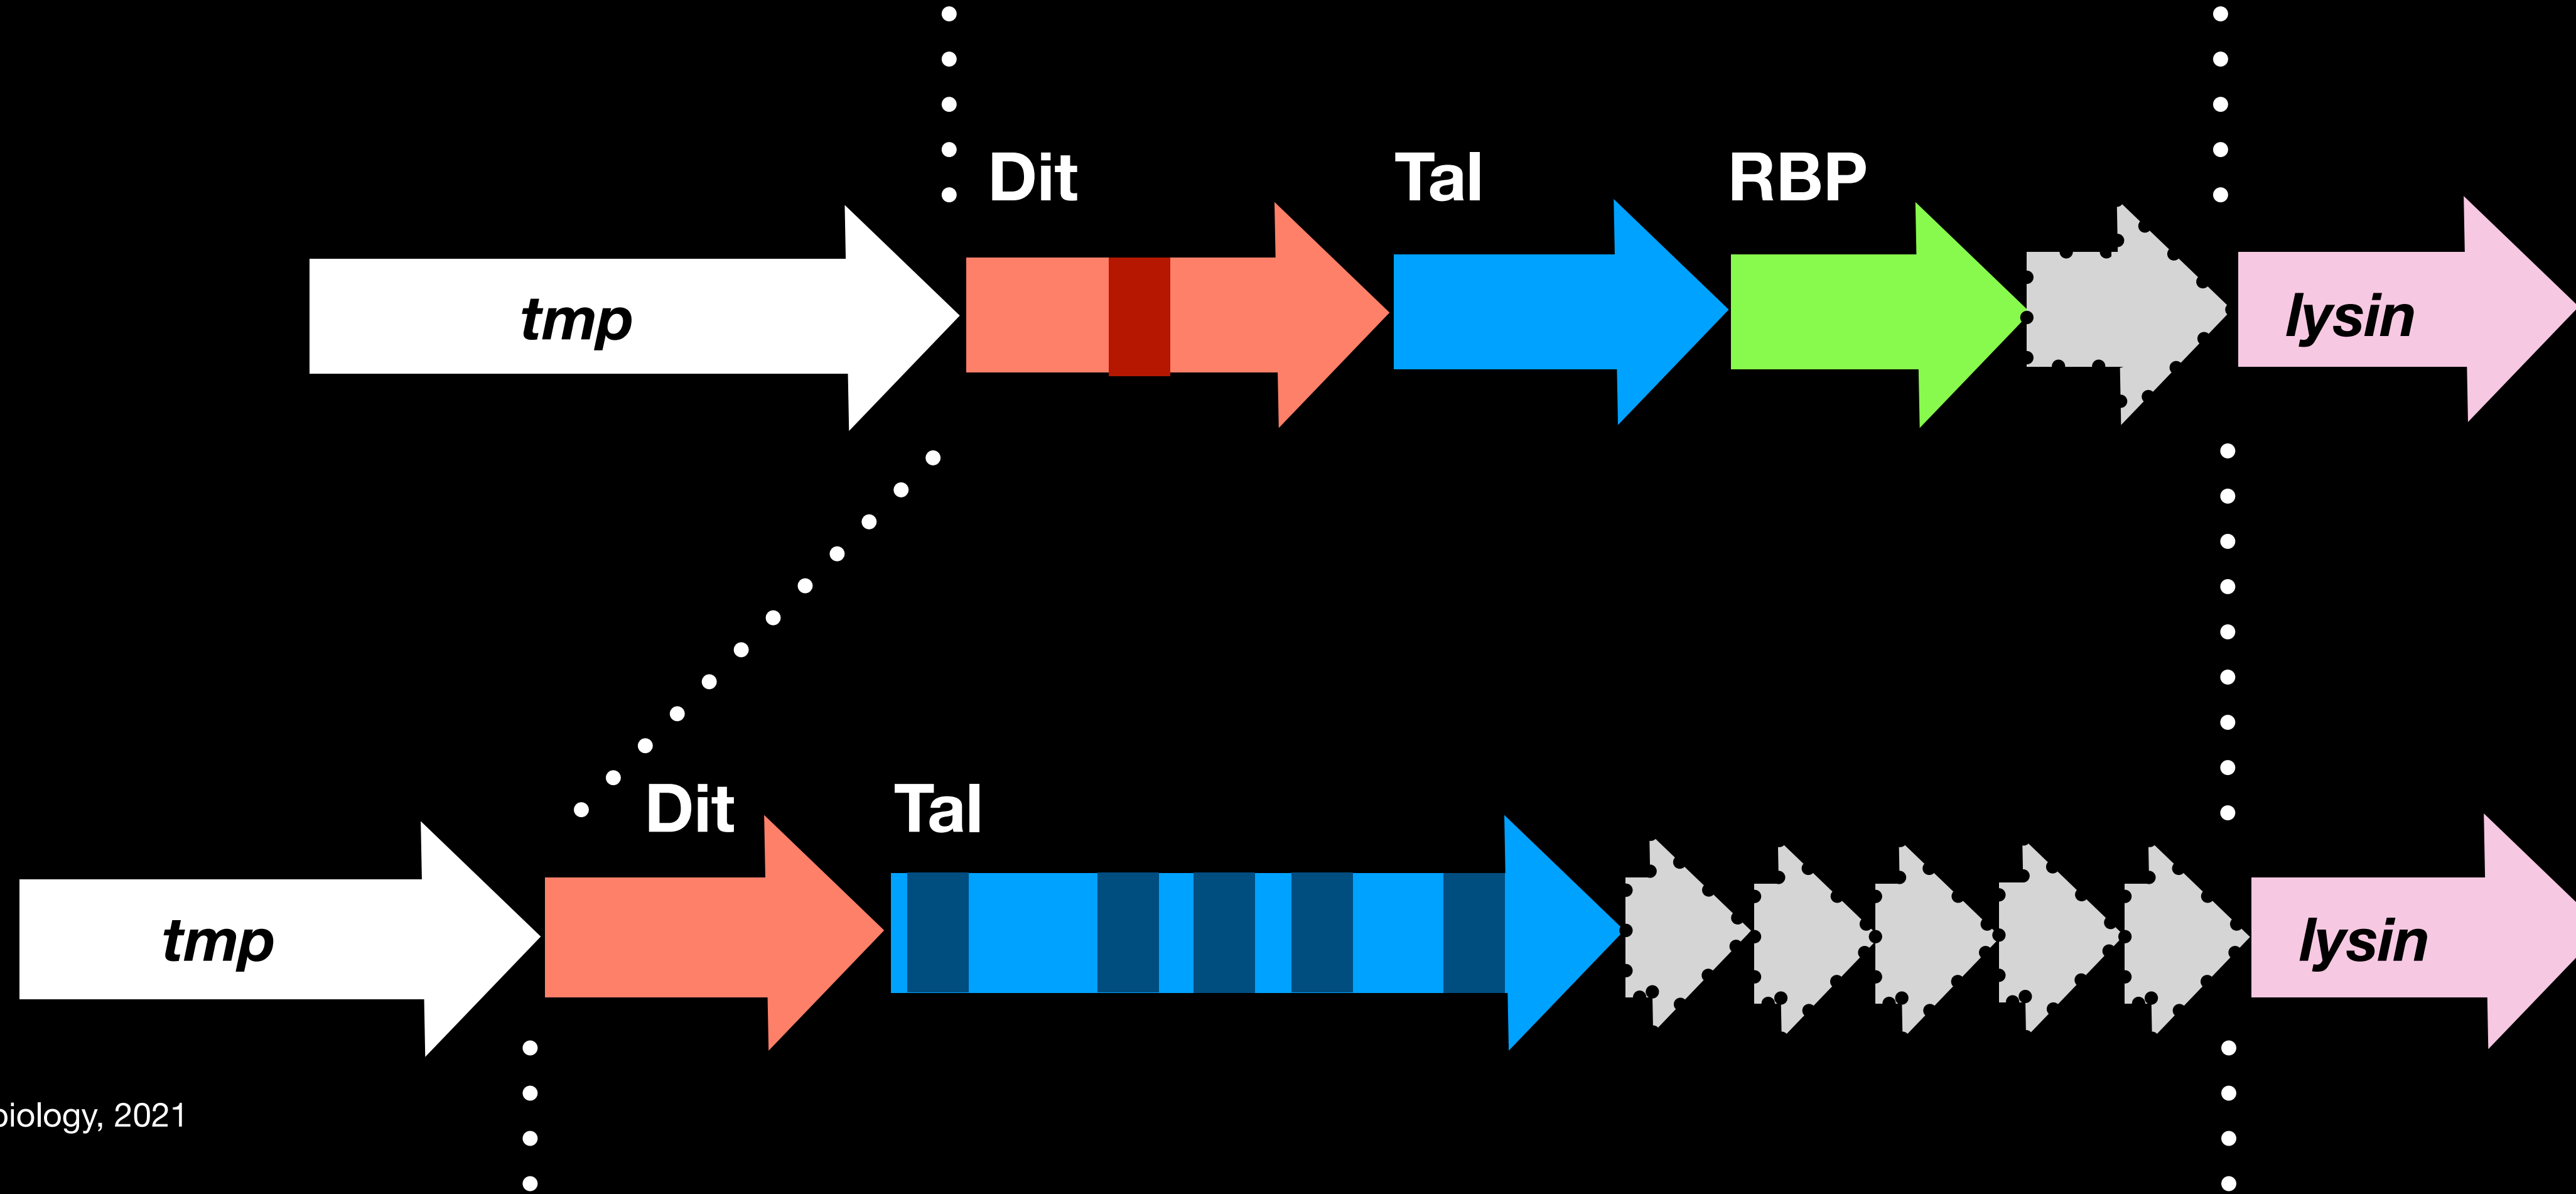 Dit Tal RBP
tmp lysin
Dit Tal
tmp lysin
biology, 2021